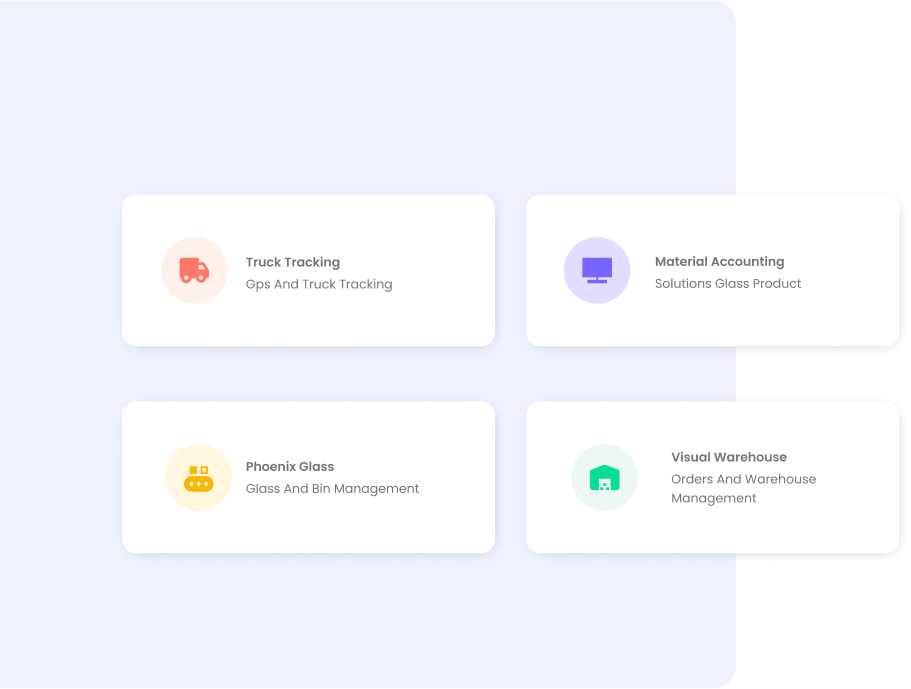 Truck Tracking
Gps And Truck Tracking
Material Accounting
Solutions Glass Product
Phoenix Glass
Glass And Bin Management
Visual Warehouse
Orders And Warehouse
Management